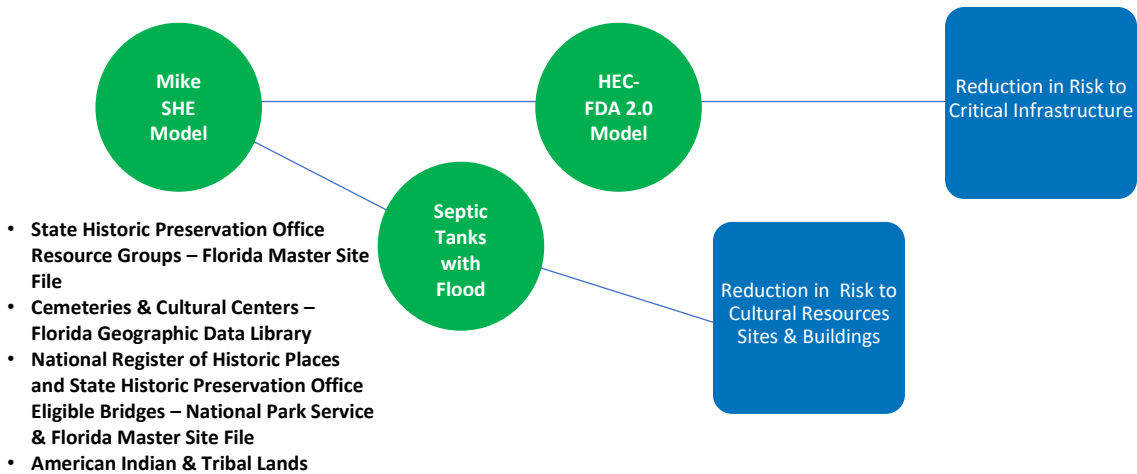 Mike
SHE
Model
HEC-
FDA 2.0
Model
Reduction in Risk to
Critical Infrastructure
Septic
Tanks
with
Flood
Reduction in  Risk to
Cultural Resources
Sites & Buildings
• State Historic Preservation Office
Resource Groups – Florida Master Site
File
• Cemeteries & Cultural Centers –
Florida Geographic Data Library
• National Register of Historic Places
and State Historic Preservation Office
Eligible Bridges – National Park Service
& Florida Master Site File
• American Indian & Tribal Lands